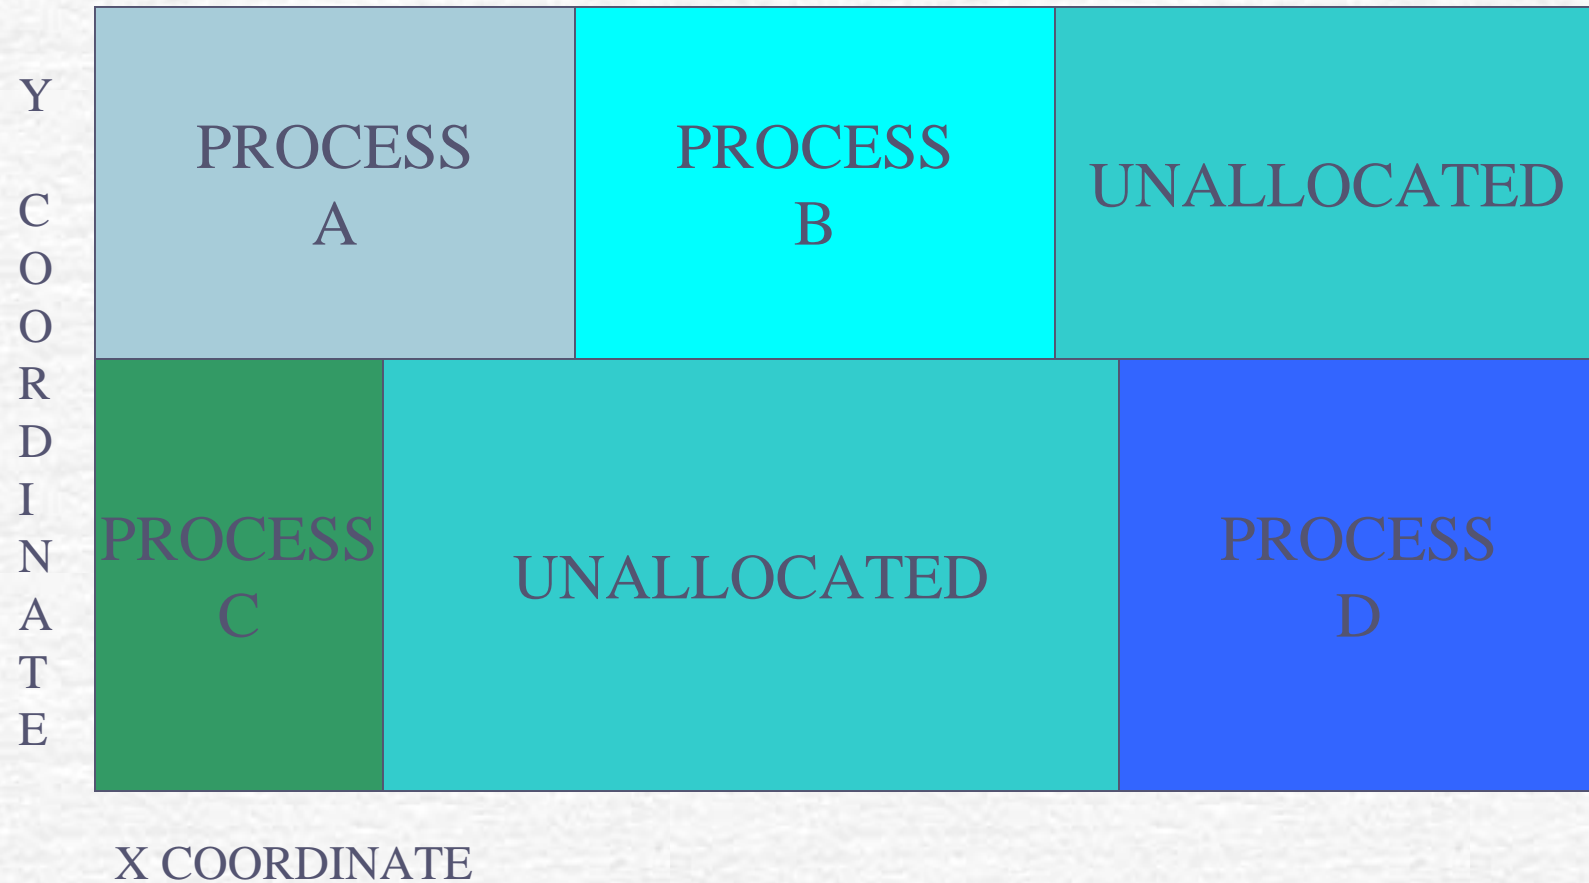 Y
C
O
O
R
D
I
N
A
T
E
PROCESS
A
PROCESS
B
UNALLOCATED
PROCESS
C
UNALLOCATED
PROCESS
D
X COORDINATE